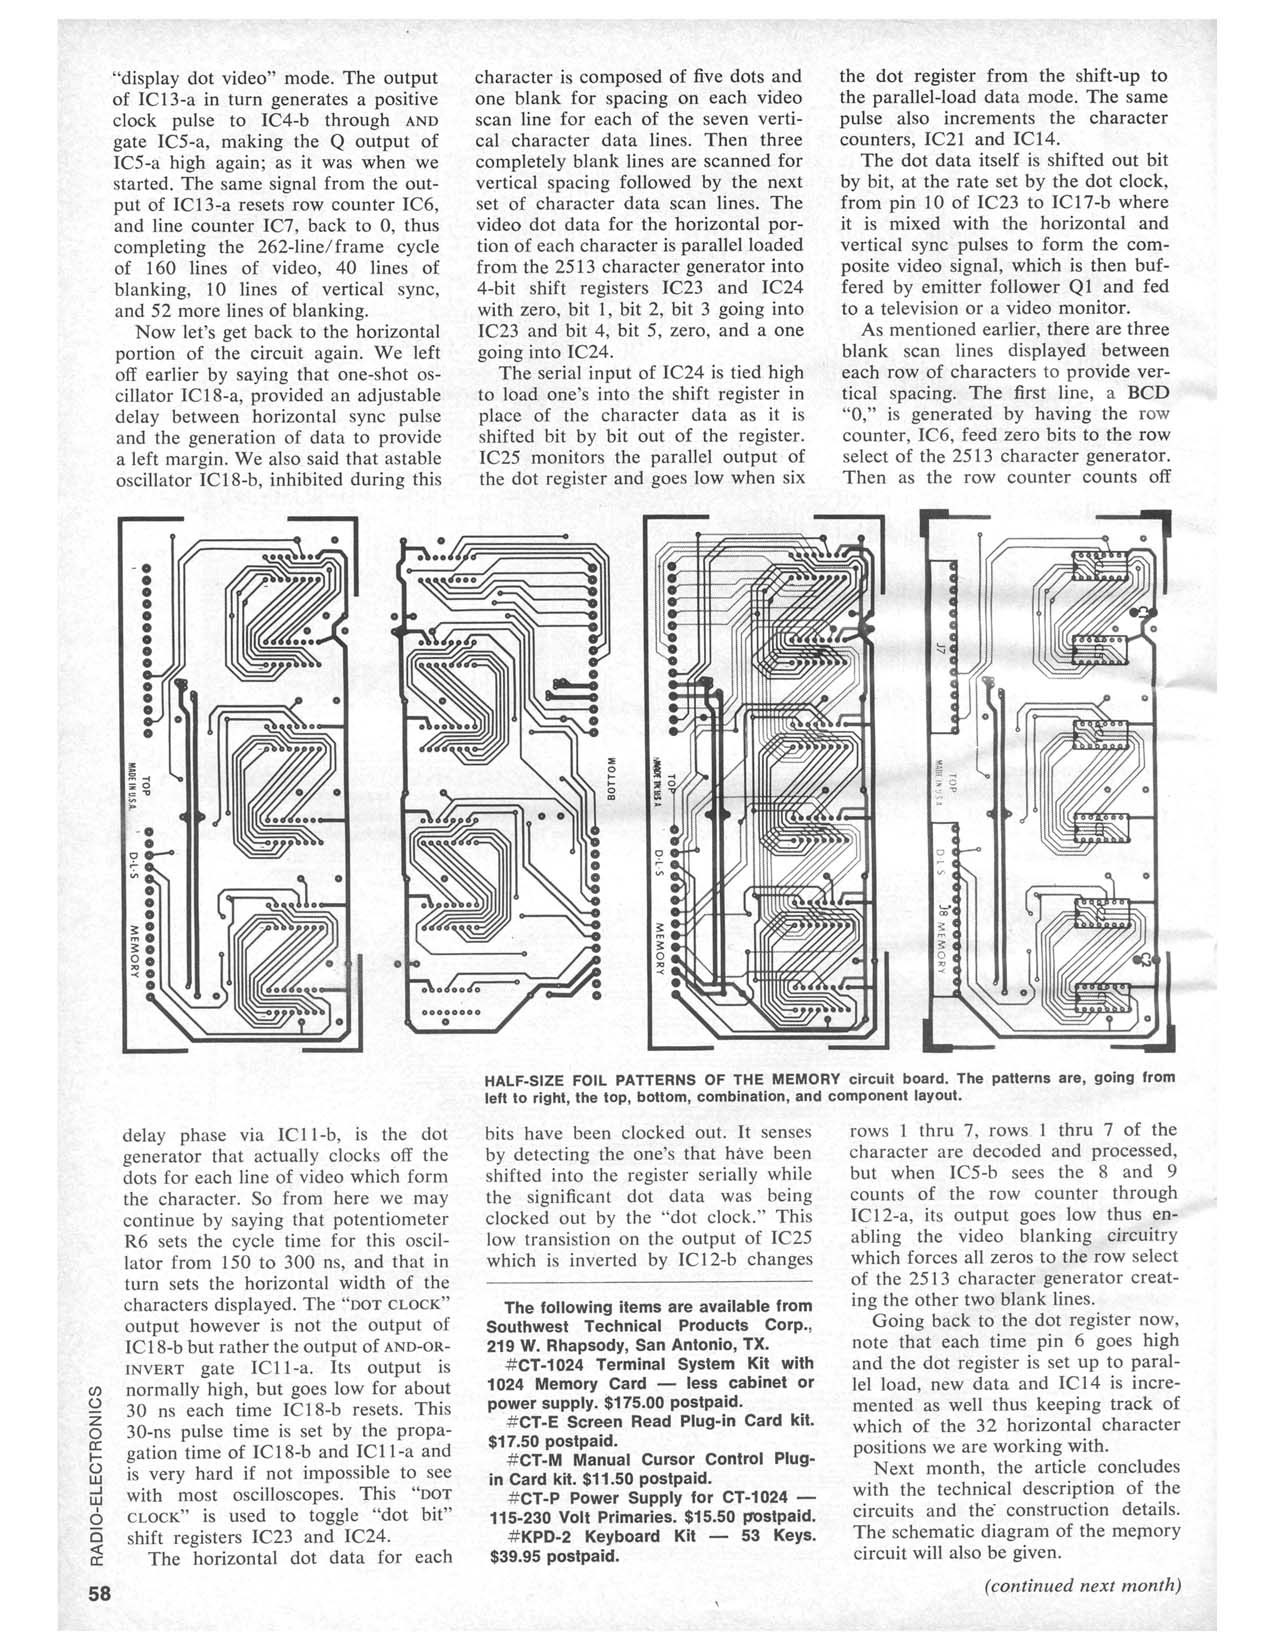 “display dot video” mode. The output
of IC13-a in turn generates a positive
clock pulse to IC4-b through AND
gate IC5-a, making the Q output of
IC5-a high again; as it was when we
started. The same signal from the out-
put of IC13-a resets row counter IC6,
and line counter IC7, back to 0, thus
completing the 262-line/frame cycle
of 160 lines of video, 40 lines of
blanking, 10 lines of vertical sync,
and 52 more lines of blanking.
Now let's get back to the horizontal
portion of the circuit again. We left
off earlier by saying that one-shot os-
cillator IC18-a, provided an adjustable
delay between horizontal sync pulse
and the generation of data to provide
a left margin. We also said that astable
oscillator IC18-b, inhibited during this
delay phase via IC11-b, is the dot
generator that actually clocks off the
dots for each line of video which form
the character. So from here we may
continue by saying that potentiometer
R6 sets the cycle time for this oscil-
lator from 150 to 300 ns, and that in
turn sets the horizontal width of the
characters displayed. The “DOT CLOCK”
output however is not the output of
IC18-b but rather the output of AND-OR-
INVERT gate IC11-a. Its output is
normally high, but goes low for about
30 ns each time IC18-b resets. This
30-ns pulse time is set by the propa-
gation time of IC18-b and IC11-a and
is very hard if not impossible to see
with most oscilloscopes. This “DOT
CLOCK” is used to toggle “dot bit”
shift registers IC23 and IC24.
The horizontal dot data for each
character is composed of five dots and
one blank for spacing on each video
scan line for each of the seven verti-
cal character data lines. Then three
completely blank lines are scanned for
vertical spacing followed by the next
set of character data scan lines. The
video dot data for the horizontal por-
tion of each character is parallel loaded
from the 2513 character generator into
4-bit shift registers IC23 and IC24
with zero, bit 1, bit 2, bit 3 going into
IC23 and bit 4, bit 5, zero, and a one
going into IC24.
The serial input of IC24 is tied high
to load one's into the shift register in
place of the character data as it is
shifted bit by bit out of the register.
IC25 monitors the parallel output of
the dot register and goes low when six
bits have been clocked out. It senses
by detecting the one's that have been
shifted into the register serially while
the significant dot data was being
clocked out by the “dot clock.” This
low transistion on the output of IC25
which is inverted by IC12-b changes
the dot register from the shift-up to
the parallel-load data mode. The same
pulse also increments the character
counters, IC21 and IC14.
The dot data itself is shifted out bit
by bit, at the rate set by the dot clock,
from pin 10 of IC23 to IC17-b where
it is mixed with the horizontal and
vertical sync pulses to form the com-
posite video signal, which is then buf-
fered by emitter follower Q1 and fed
to a television or a video monitor.
As mentioned earlier, there are three
blank scan lines displayed between
each row of characters to provide ver-
tical spacing. The first line, a BCD
“0,” is generated by having the row
counter, IC6, feed zero bits to the row
select of the 2513 character generator.
Then as the row counter counts off
rows 1 thru 7, rows 1 thru 7 of the
character are decoded and processed,
but when IC5-b sees the 8 and 9
counts of the row counter through
IC12-a, its output goes low thus en-
abling the video blanking circuitry
which forces all zeros to the row select
of the 2513 character generator creat-
ing the other two blank lines.
Going back to the dot register now,
note that each time pin 6 goes high
and the dot register is set up to paral-
lel load, new data and IC14 is incre-
mented as well thus keeping track of
which of the 32 horizontal character
positions we are working with.
Next month, the article concludes
with the technical description of the
circuits and the construction details.
The schematic diagram of the memory
circuit will also be given.
(continued next month)
TOP
MADE IN U.S.A.
D-L-S
MEMORY
BOTTOM
TOP
MADE IN U.S.A
D-L-S
MEMORY
J7
TOP
MADE IN U.S.A
D L S
J8 MEMORY
C1
C2
HALF-SIZE FOIL PATTERNS OF THE MEMORY circuit board. The patterns are, going from
left to right, the top, bottom, combination, and component layout.
The following items are available from
Southwest Technical Products Corp.,
219 W. Rhapsody, San Antonio, TX.
#CT-1024 Terminal System Kit with
1024 Memory Card — less cabinet or
power supply. $175.00 postpaid.
#CT-E Screen Read Plug-in Card kit.
$17.50 postpaid.
#CT-M Manual Cursor Control Plug-
in Card kit. $11.50 postpaid.
#CT-P Power Supply for CT-1024 —
115-230 Volt Primaries. $15.50 postpaid.
#KPD-2 Keyboard Kit — 53 Keys.
$39.95 postpaid.
RADIO-ELECTRONICS
58